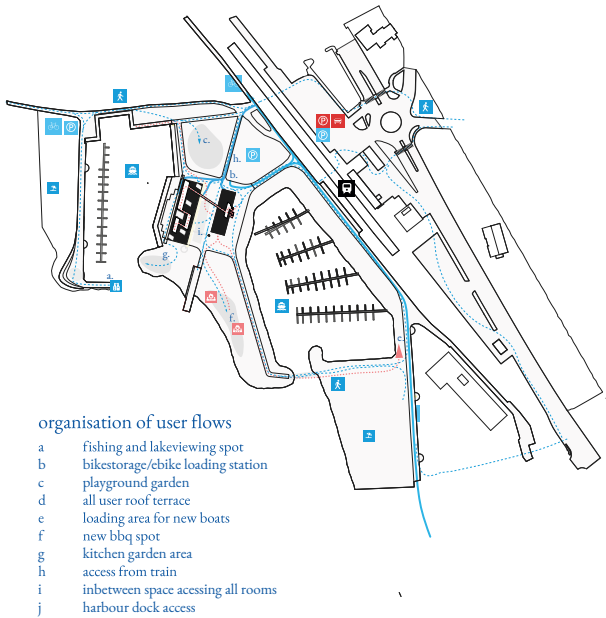 c.
h.
b.
i.
g.
a.
f.
e.
P
P
P
P
organisation of user flows
a fishing and lakeviewing spot
b bikestorage/ebike loading station
c playground garden
d all user roof terrace
e loading area for new boats
f new bbq spot
g kitchen garden area
h access from train
i inbetween space acessing all rooms
j harbour dock access